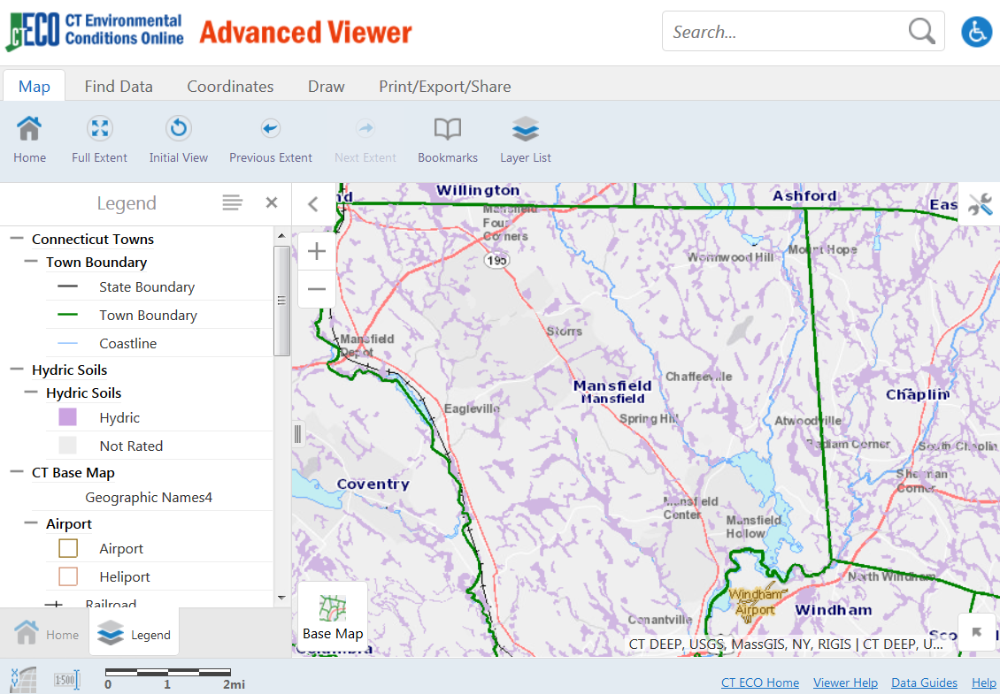 CT ECO CT Environmental Conditions Online
Advanced Viewer
Search...
Map Find Data Coordinates Draw Print/Export/Share
Home Full Extent Initial View Previous Extent Next Extent Bookmarks Layer List
Legend
Connecticut Towns
Town Boundary
State Boundary
Town Boundary
Coastline
Hydric Soils
Hydric Soils
Hydric
Not Rated
CT Base Map
Geographic Names4
Airport
Airport
Heliport
Railroad
Home Legend
nd Willington Ashford Eas
Mansfield
Four
Corners
195
Wormwood Hill
Mount Hope
Storrs
Mansfield
Depot
Mansfield
Mansfield
Chaffeeville
Chaplin
Eagleville
Spring Hill
Atwoodville
Bedlam Corner
South Chaplin
Sherman
Corner
Coventry
Mansfield
Center
Mansfield
Hollow
North Windham
Windham
Airport
Windham
Conantville
Sco
Columbia
Base Map
CT DEEP, USGS, MassGIS, NY, RIGIS | CT DEEP, U...
X Y
1:500
0 1 2mi
CT ECO Home Viewer Help Data Guides Help